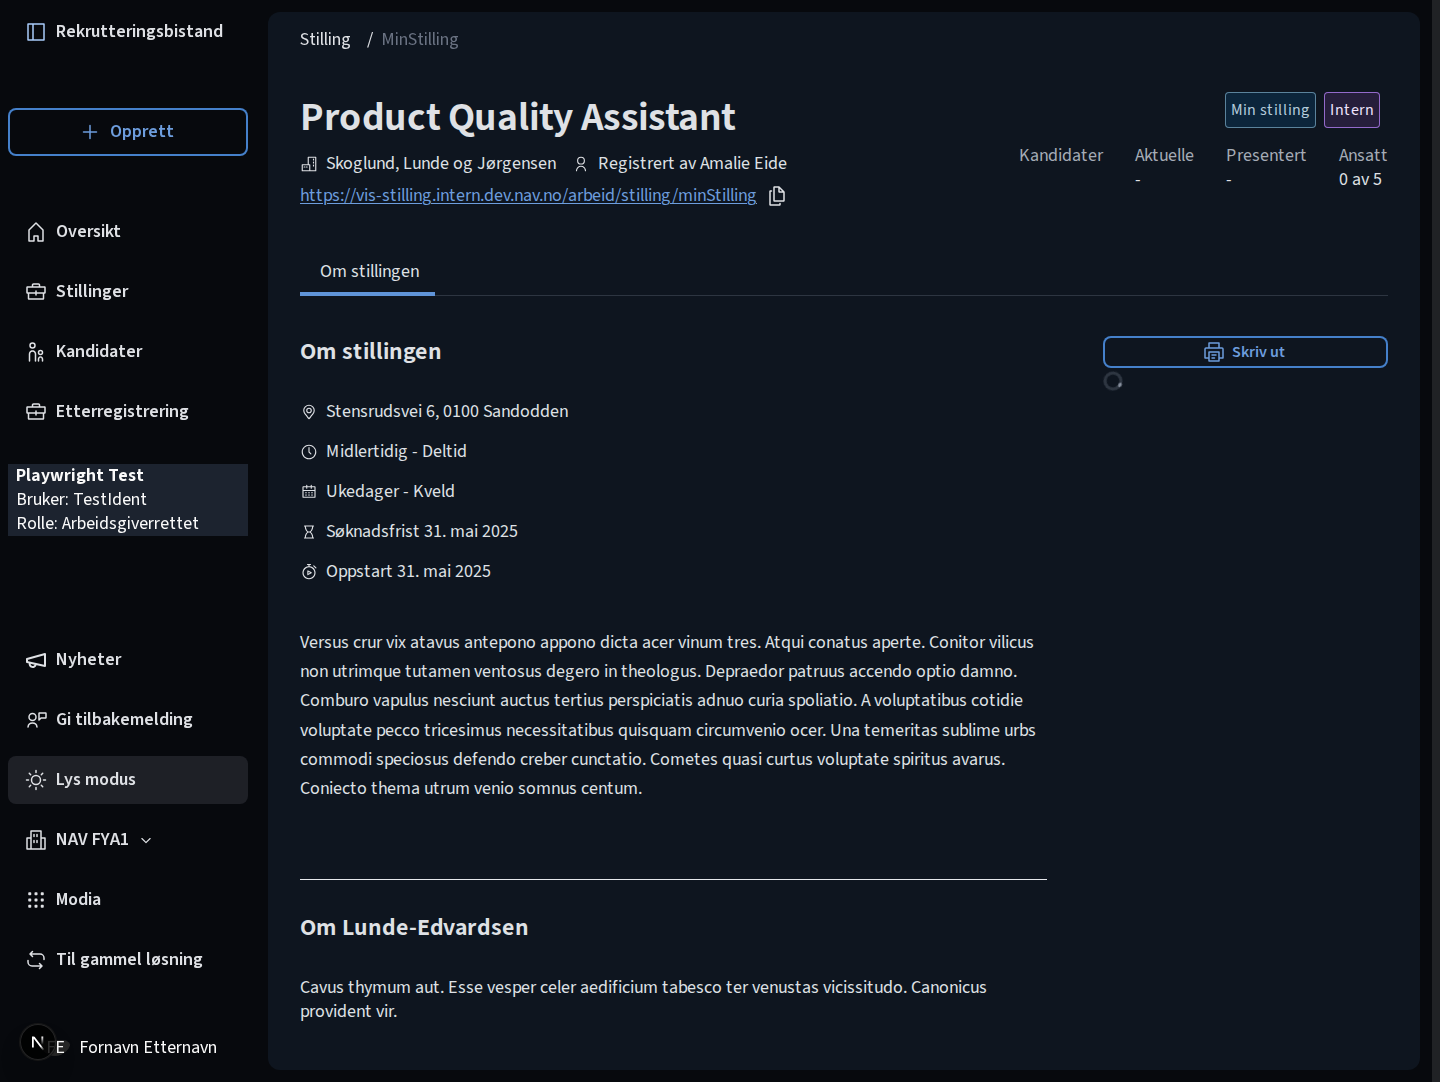 Rekrutteringsbistand
Opprett
Oversikt
Stillinger
Kandidater
Etterregistrering
Playwright Test
Bruker: TestIdent
Rolle: Arbeidsgiverrettet
Nyheter
Gi tilbakemelding
Lys modus
NAV FYA1
Modia
Til gammel løsning
N FE Fornavn Etternavn
Stilling / MinStilling
Product Quality Assistant
Skoglund, Lunde og Jørgensen Registrert av Amalie Eide
https://vis-stilling.intern.dev.nav.no/arbeid/stilling/minStilling
Min stilling Intern
Kandidater Aktuelle Presentert Ansatt
- - 0 av 5
Om stillingen
Om stillingen
Skriv ut
Stensrudsvei 6, 0100 Sandodden
Midlertidig - Deltid
Ukedager - Kveld
Søknadsfrist 31. mai 2025
Oppstart 31. mai 2025
Versus crur vix atavus antepono appono dicta acer vinum tres. Atqui conatus aperte. Conitor vilicus
non utrimque tutamen ventosus degero in theologus. Depraedor patruus accendo optio damno.
Comburo vapulus nesciunt auctus tertius perspiciatis adnuo curia spoliatio. A voluptatibus cotidie
voluptate pecco tricesimus necessitatibus quisquam circumvenio ocer. Una temeritas sublime urbs
commodi speciosus defendo creber cunctatio. Cometes quasi curtus voluptate spiritus avarus.
Coniecto thema utrum venio somnus centum.
Om Lunde-Edvardsen
Cavus thymum aut. Esse vesper celer aedificium tabesco ter venustas vicissitudo. Canonicus
provident vir.